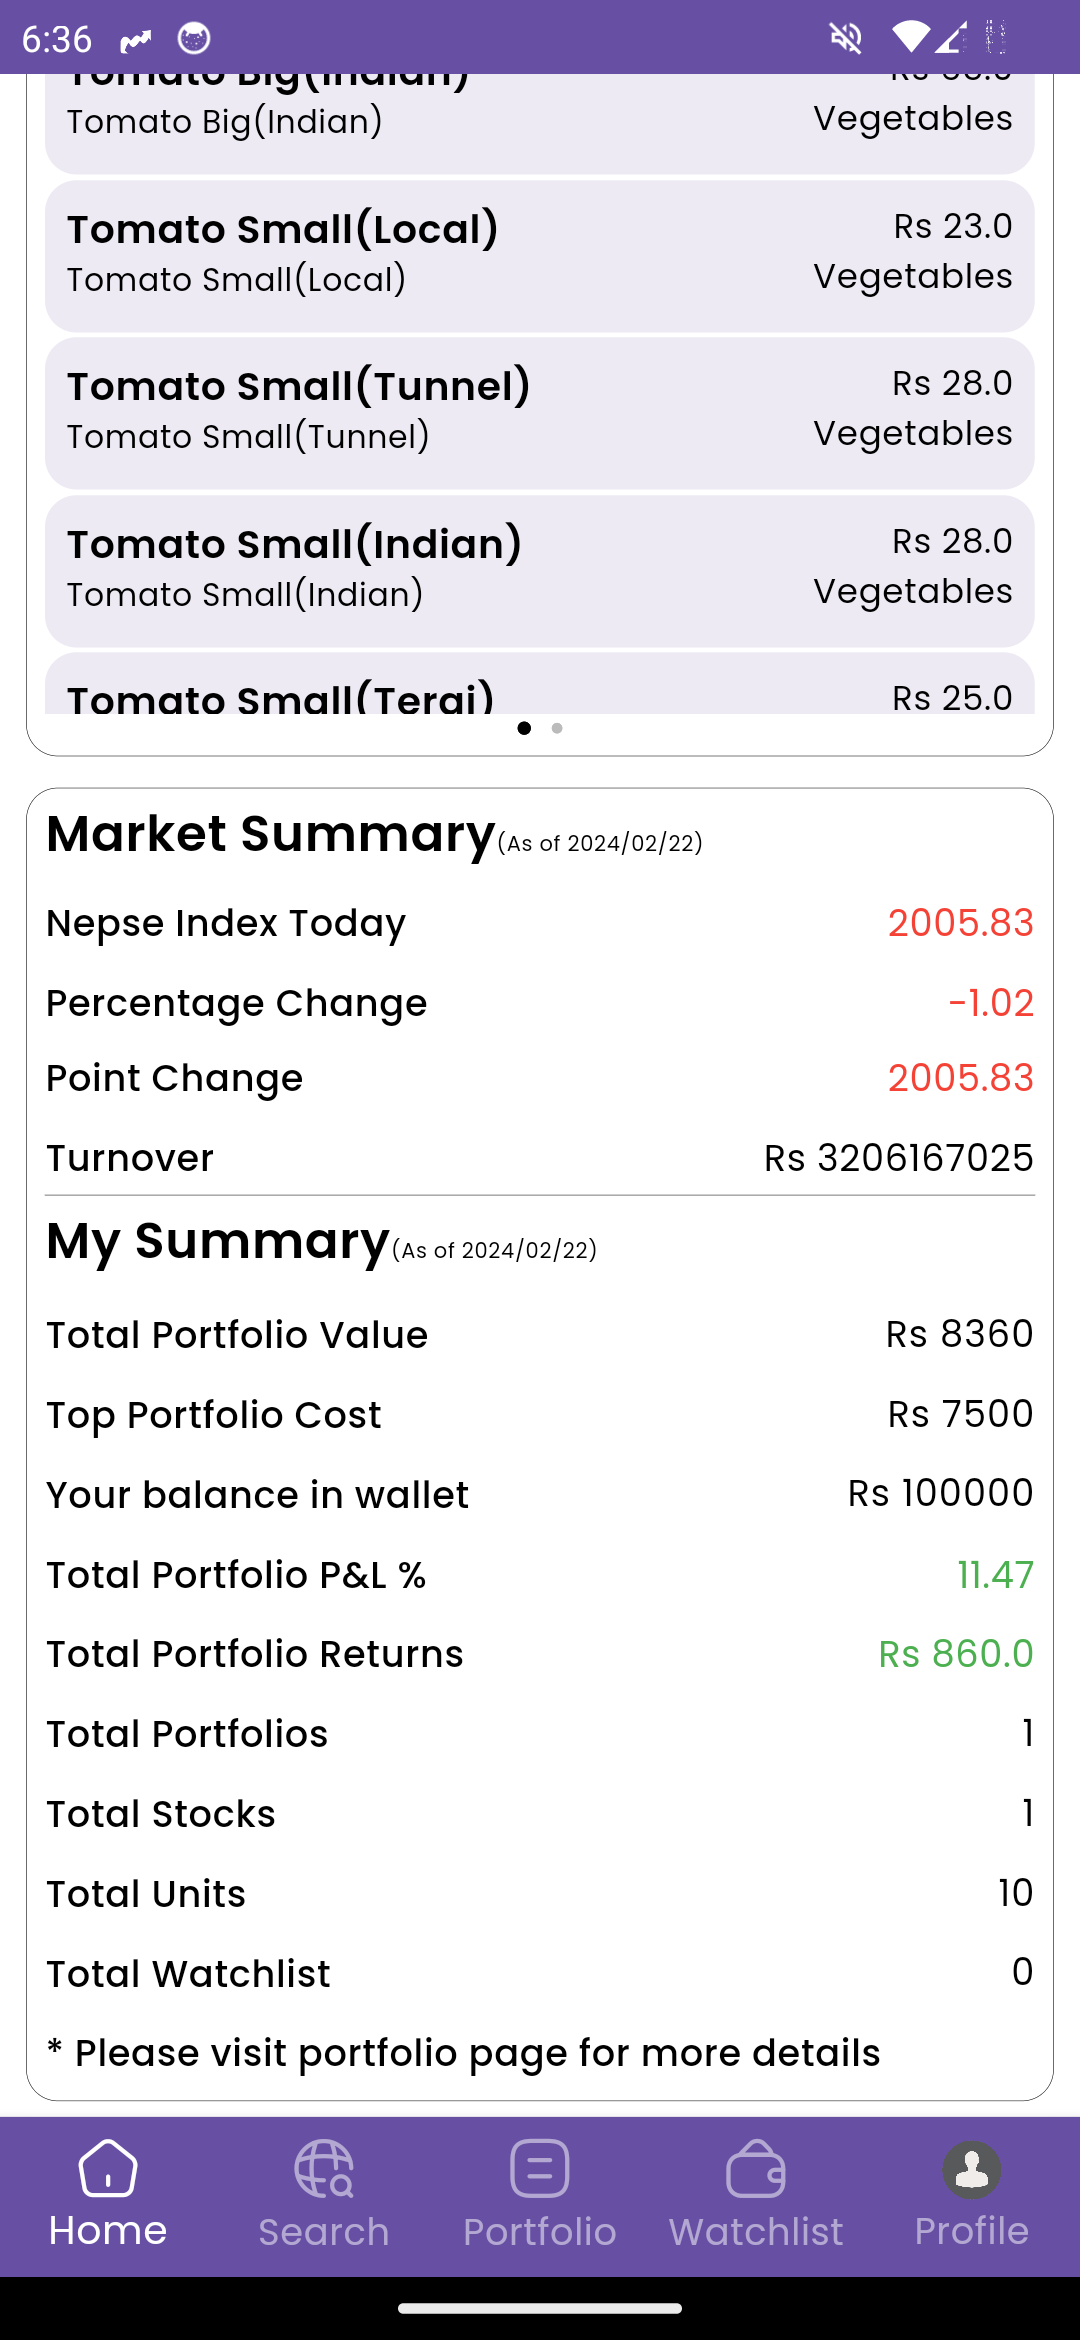 6:36
Tomato Big(Indian)
Tomato Big(Indian)
Vegetables
Tomato Small(Local)
Rs 23.0
Tomato Small(Local)
Vegetables
Tomato Small(Tunnel)
Rs 28.0
Tomato Small(Tunnel)
Vegetables
Tomato Small(Indian)
Rs 28.0
Tomato Small(Indian)
Vegetables
Tomato Small(Terai)
Rs 25.0
Market Summary(As of 2024/02/22)
Nepse Index Today 2005.83
Percentage Change -1.02
Point Change 2005.83
Turnover Rs 3206167025
My Summary(As of 2024/02/22)
Total Portfolio Value Rs 8360
Top Portfolio Cost Rs 7500
Your balance in wallet Rs 100000
Total Portfolio P&L % 11.47
Total Portfolio Returns Rs 860.0
Total Portfolios 1
Total Stocks 1
Total Units 10
Total Watchlist 0
* Please visit portfolio page for more details
Home Search Portfolio Watchlist Profile